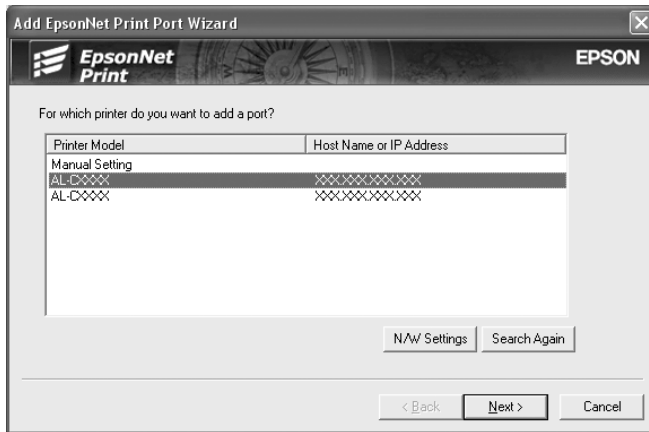 Add EpsonNet Print Port Wizard
EpsonNet
Print
EPSON
For which printer do you want to add a port?
Printer Model Host Name or IP Address
Manual Setting
AL-CXXXX XXX.XXX.XXX.XXX
AL-CXXXX XXX.XXX.XXX.XXX
N/W Settings Search Again
< Back Next > Cancel